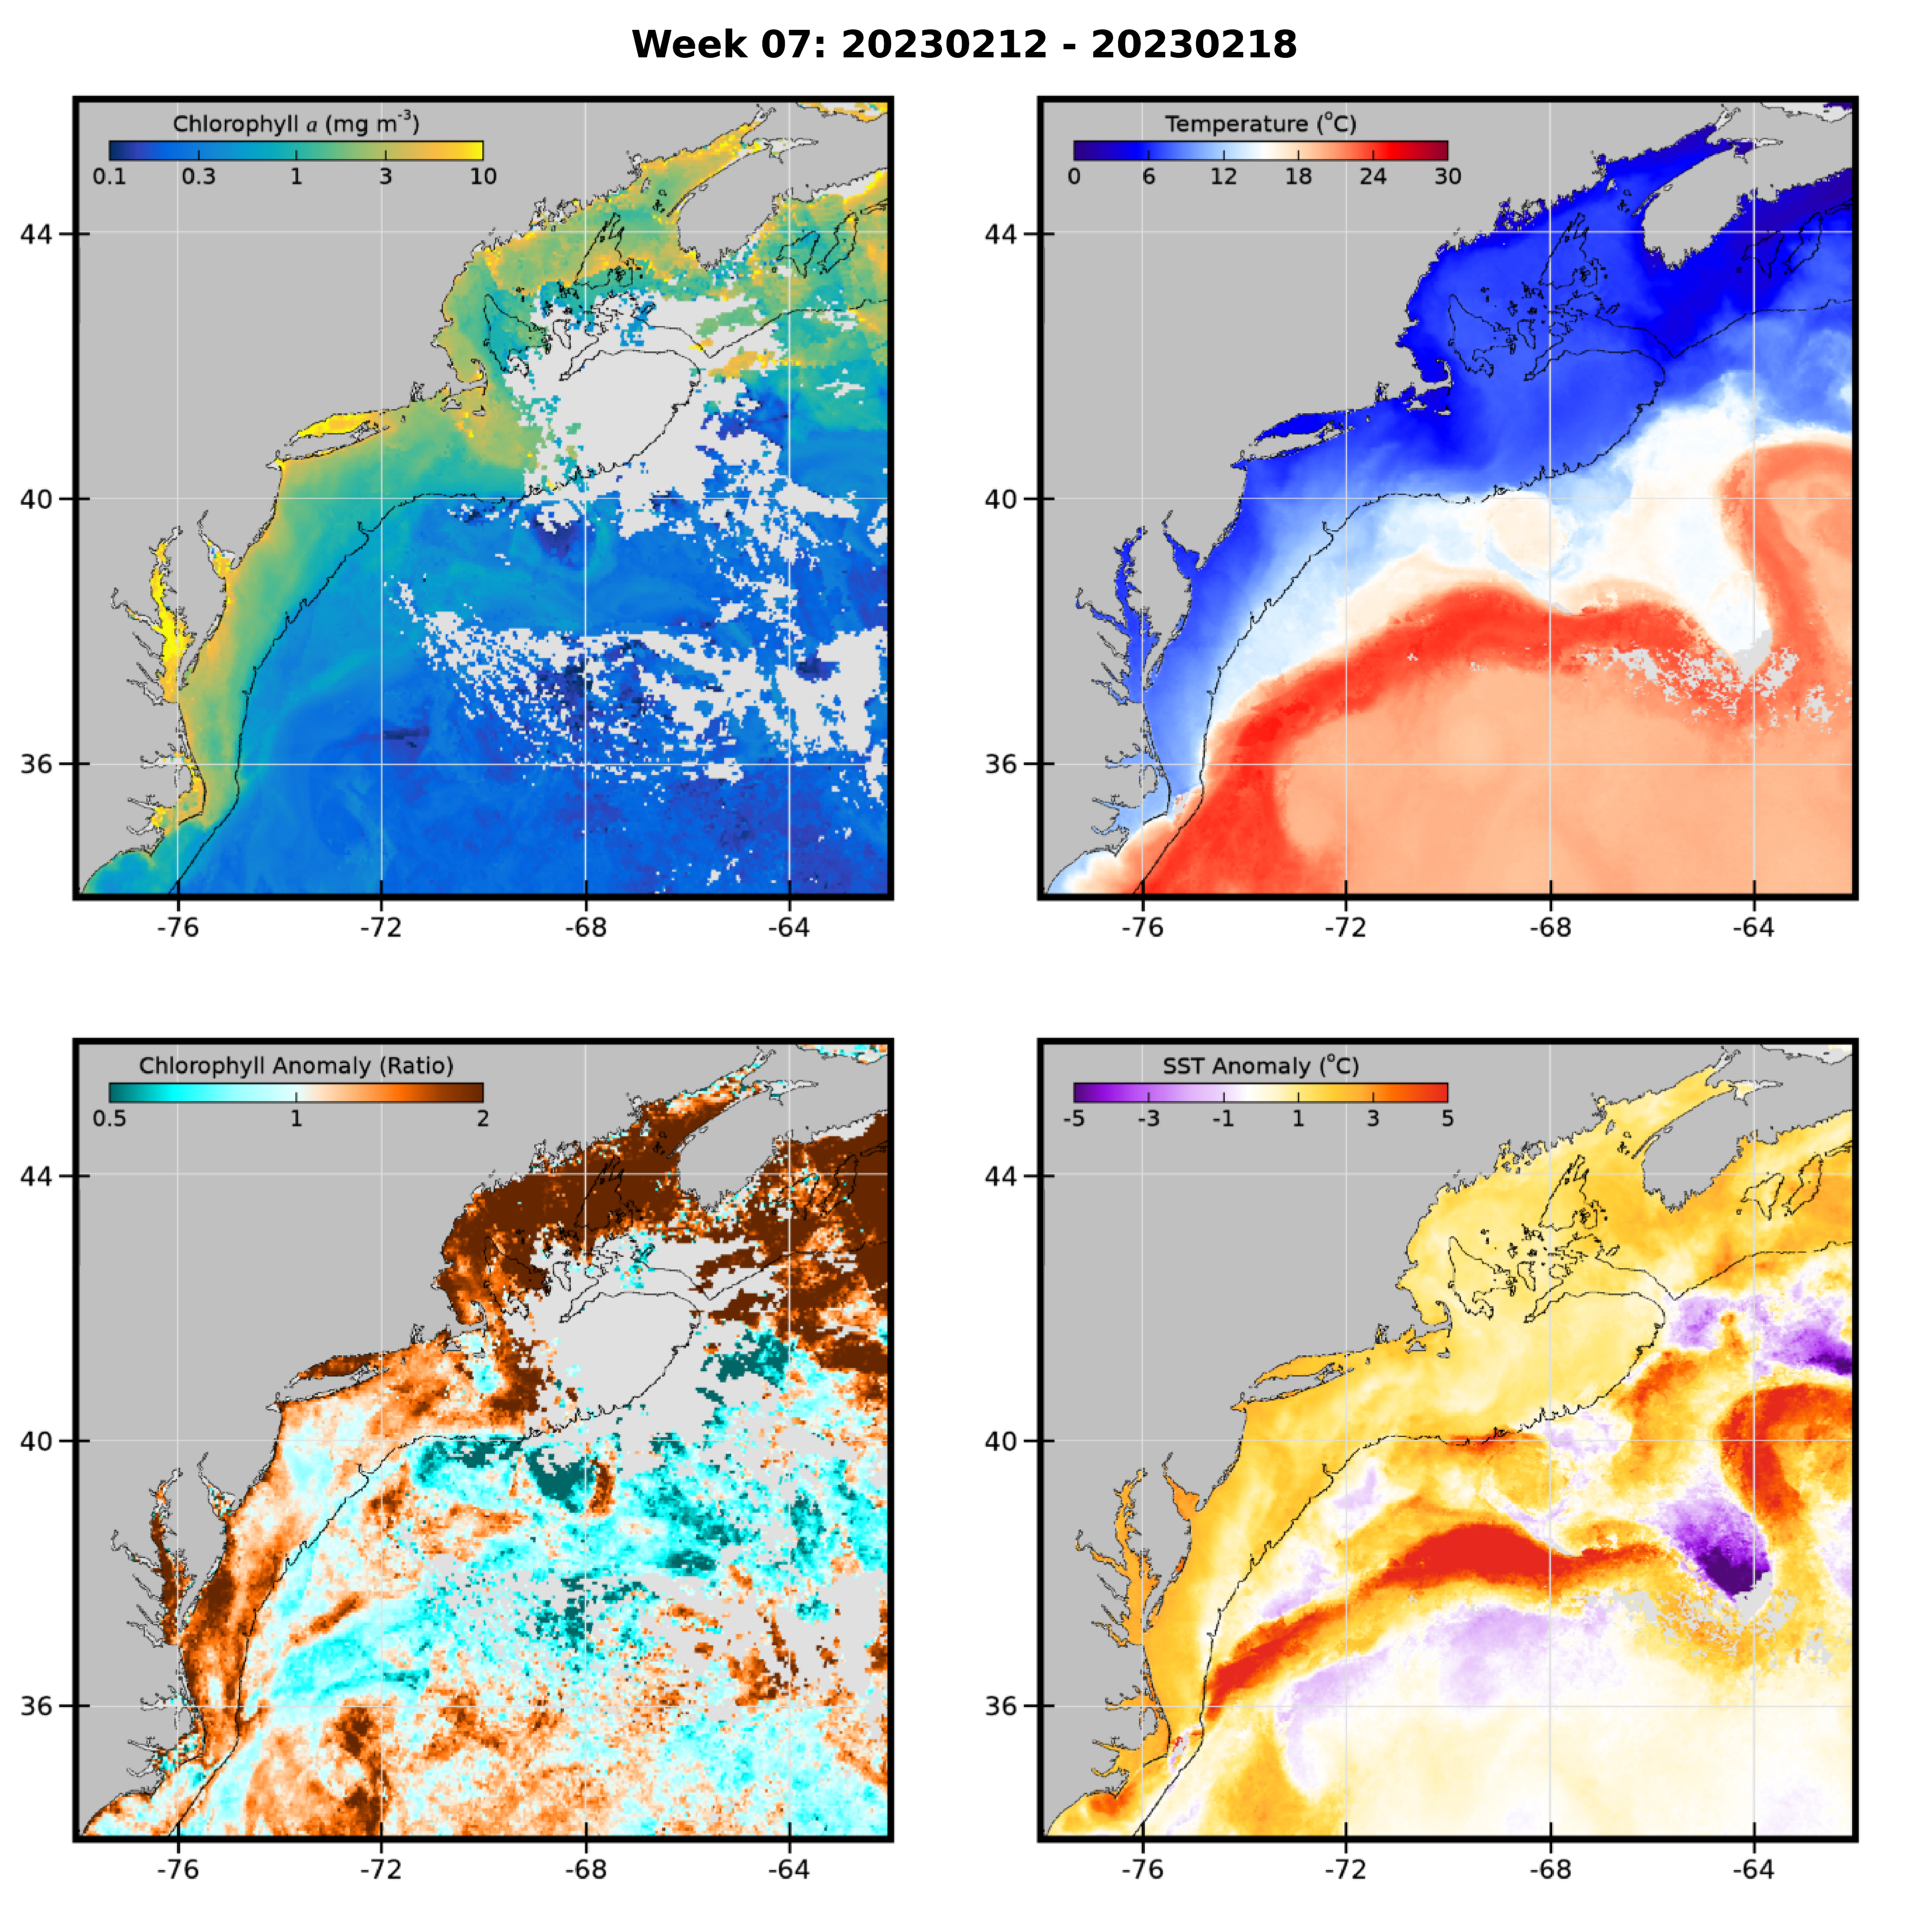 Week 07: 20230212 - 20230218
Chlorophyll a (mg m⁻³)
0.1 0.3 1 3 10
44
40
36
-76 -72 -68 -64
Temperature (°C)
0 6 12 18 24 30
44
40
36
-76 -72 -68 -64
Chlorophyll Anomaly (Ratio)
0.5 1 2
44
40
36
-76 -72 -68 -64
SST Anomaly (°C)
-5 -3 -1 1 3 5
44
40
36
-76 -72 -68 -64